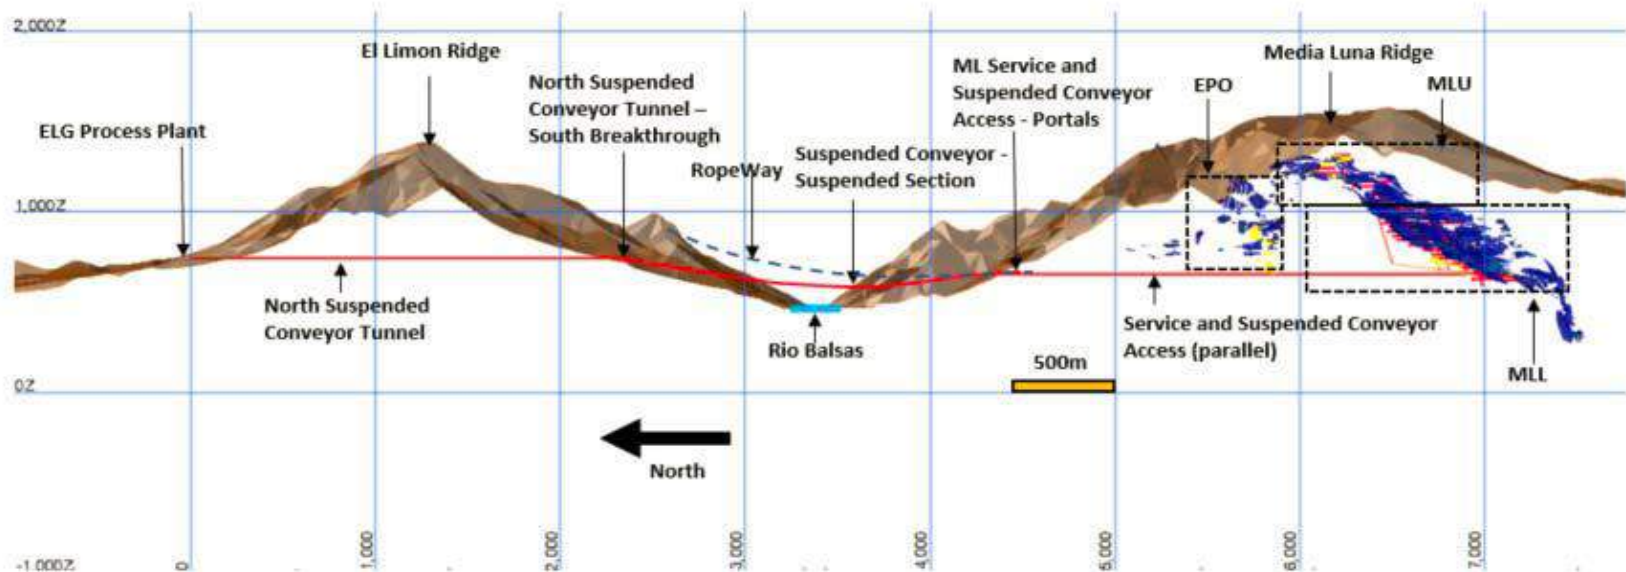 2,000Z
El Limon Ridge
Media Luna Ridge
North Suspended
Conveyor Tunnel –
South Breakthrough
ML Service and
Suspended Conveyor
Access - Portals
EPO
MLU
ELG Process Plant
RopeWay
Suspended Conveyor -
Suspended Section
1,000Z
North Suspended
Conveyor Tunnel
Rio Balsas
Service and Suspended Conveyor
Access (parallel)
500m
MLL
0Z
North
-1,000Z
0
1,000
2,000
3,000
4,000
5,000
6,000
7,000